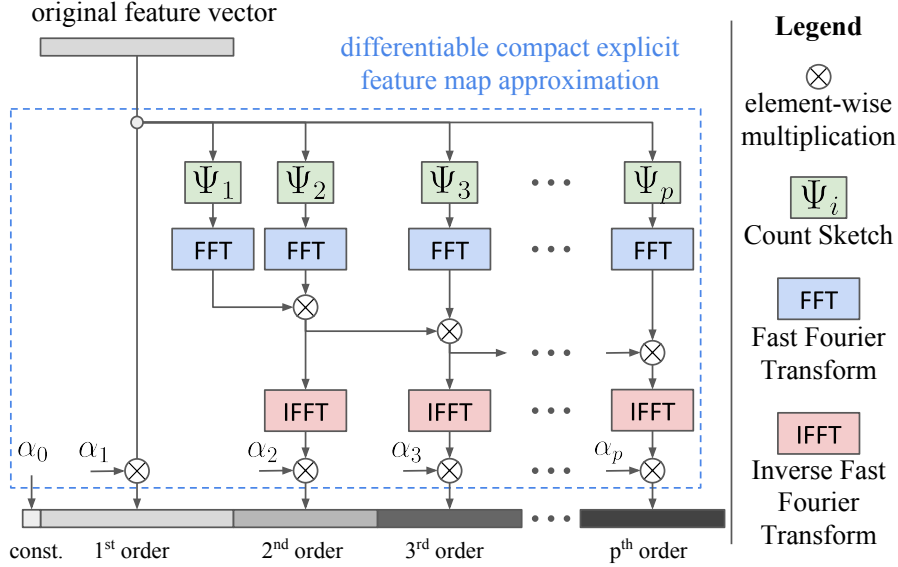 original feature vector
differentiable compact explicit
feature map approximation
Ψ₁ Ψ₂ Ψ₃ • • • Ψₚ
FFT FFT FFT • • • FFT
• • •
IFFT IFFT • • • IFFT
α₀ α₁ α₂ α₃ • • • αₚ
• • •
const. 1ˢᵗ order 2ⁿᵈ order 3ʳᵈ order pᵗʰ order
Legend
element-wise
multiplication
Ψᵢ
Count Sketch
FFT
Fast Fourier
Transform
IFFT
Inverse Fast
Fourier
Transform